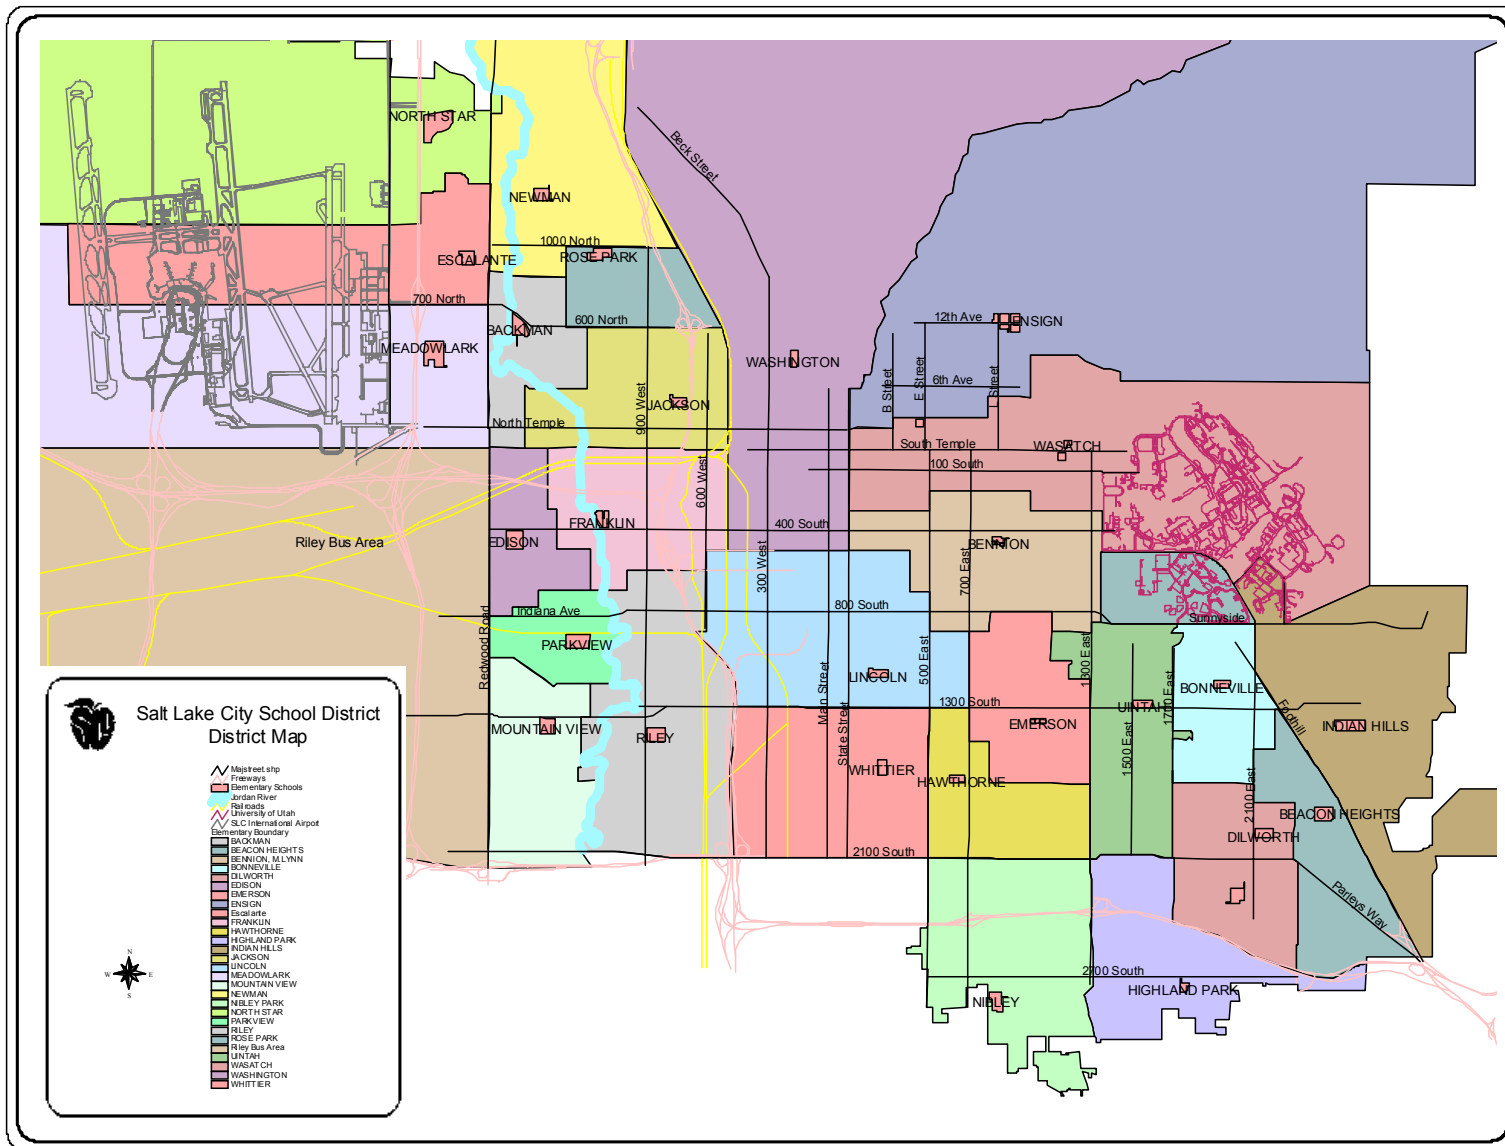 NORTH STAR
Beck Street
NEWMAN
1000 North
ROSE PARK
ESCALANTE
700 North
600 North
12th Ave
ENSIGN
BACKMAN
MEADOWLARK
WASHINGTON
6th Ave
B Street
E Street
I Street
JACKSON
900 West
North Temple
South Temple
WASATCH
100 South
600 West
FRANKLIN
400 South
EDISON
Riley Bus Area
BENNION
300 West
700 East
Indiana Ave
800 South
Sunnyside
Redwood Road
PARKVIEW
LINCOLN
500 East
1300 East
Main Street
State Street
1300 South
1700 East
BONNEVILLE
UINTAH
Foothill
INDIAN HILLS
MOUNTAIN VIEW
RILEY
EMERSON
1500 East
WHITTIER
HAWTHORNE
2100 East
BEACON HEIGHTS
DILWORTH
2100 South
Parleys Way
2700 South
HIGHLAND PARK
NIBLEY
Salt Lake City School District
District Map
Majstreet.shp
Freeways
Elementary Schools
Jordan River
Railroads
University of Utah
SLC International Airport
Elementary Boundary
BACKMAN
BEACON HEIGHTS
BENNION, M.LYNN
BONNEVILLE
DILWORTH
EDISON
EMERSON
ENSIGN
Escalante
FRANKLIN
HAWTHORNE
HIGHLAND PARK
INDIAN HILLS
JACKSON
LINCOLN
MEADOWLARK
MOUNTAIN VIEW
NEWMAN
NIBLEY PARK
NORTH STAR
PARKVIEW
RILEY
ROSE PARK
Riley Bus Area
UINTAH
WASATCH
WASHINGTON
WHITTIER
N
W
E
S